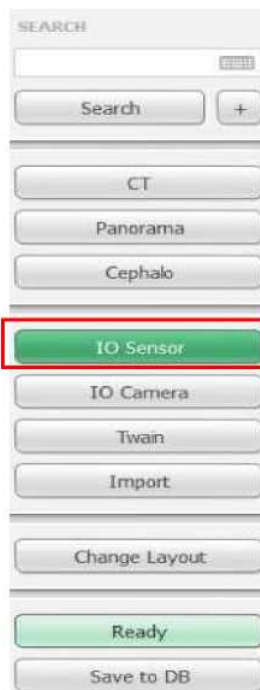 SEARCH
Search +
CT
Panorama
Cephalo
IO Sensor
IO Camera
Twain
Import
Change Layout
Ready
Save to DB